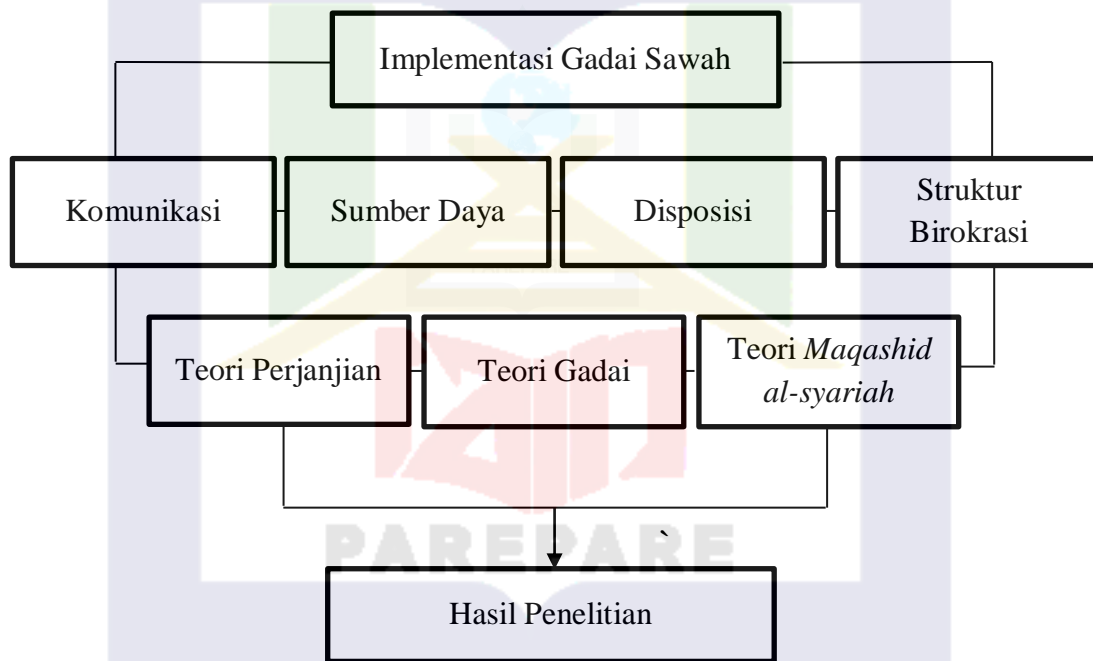 Implementasi Gadai Sawah
Komunikasi
Sumber Daya
Disposisi
Struktur
Birokrasi
Teori Perjanjian
Teori Gadai
Teori Maqashid
al-syariah
`
PAREPARE
Hasil Penelitian